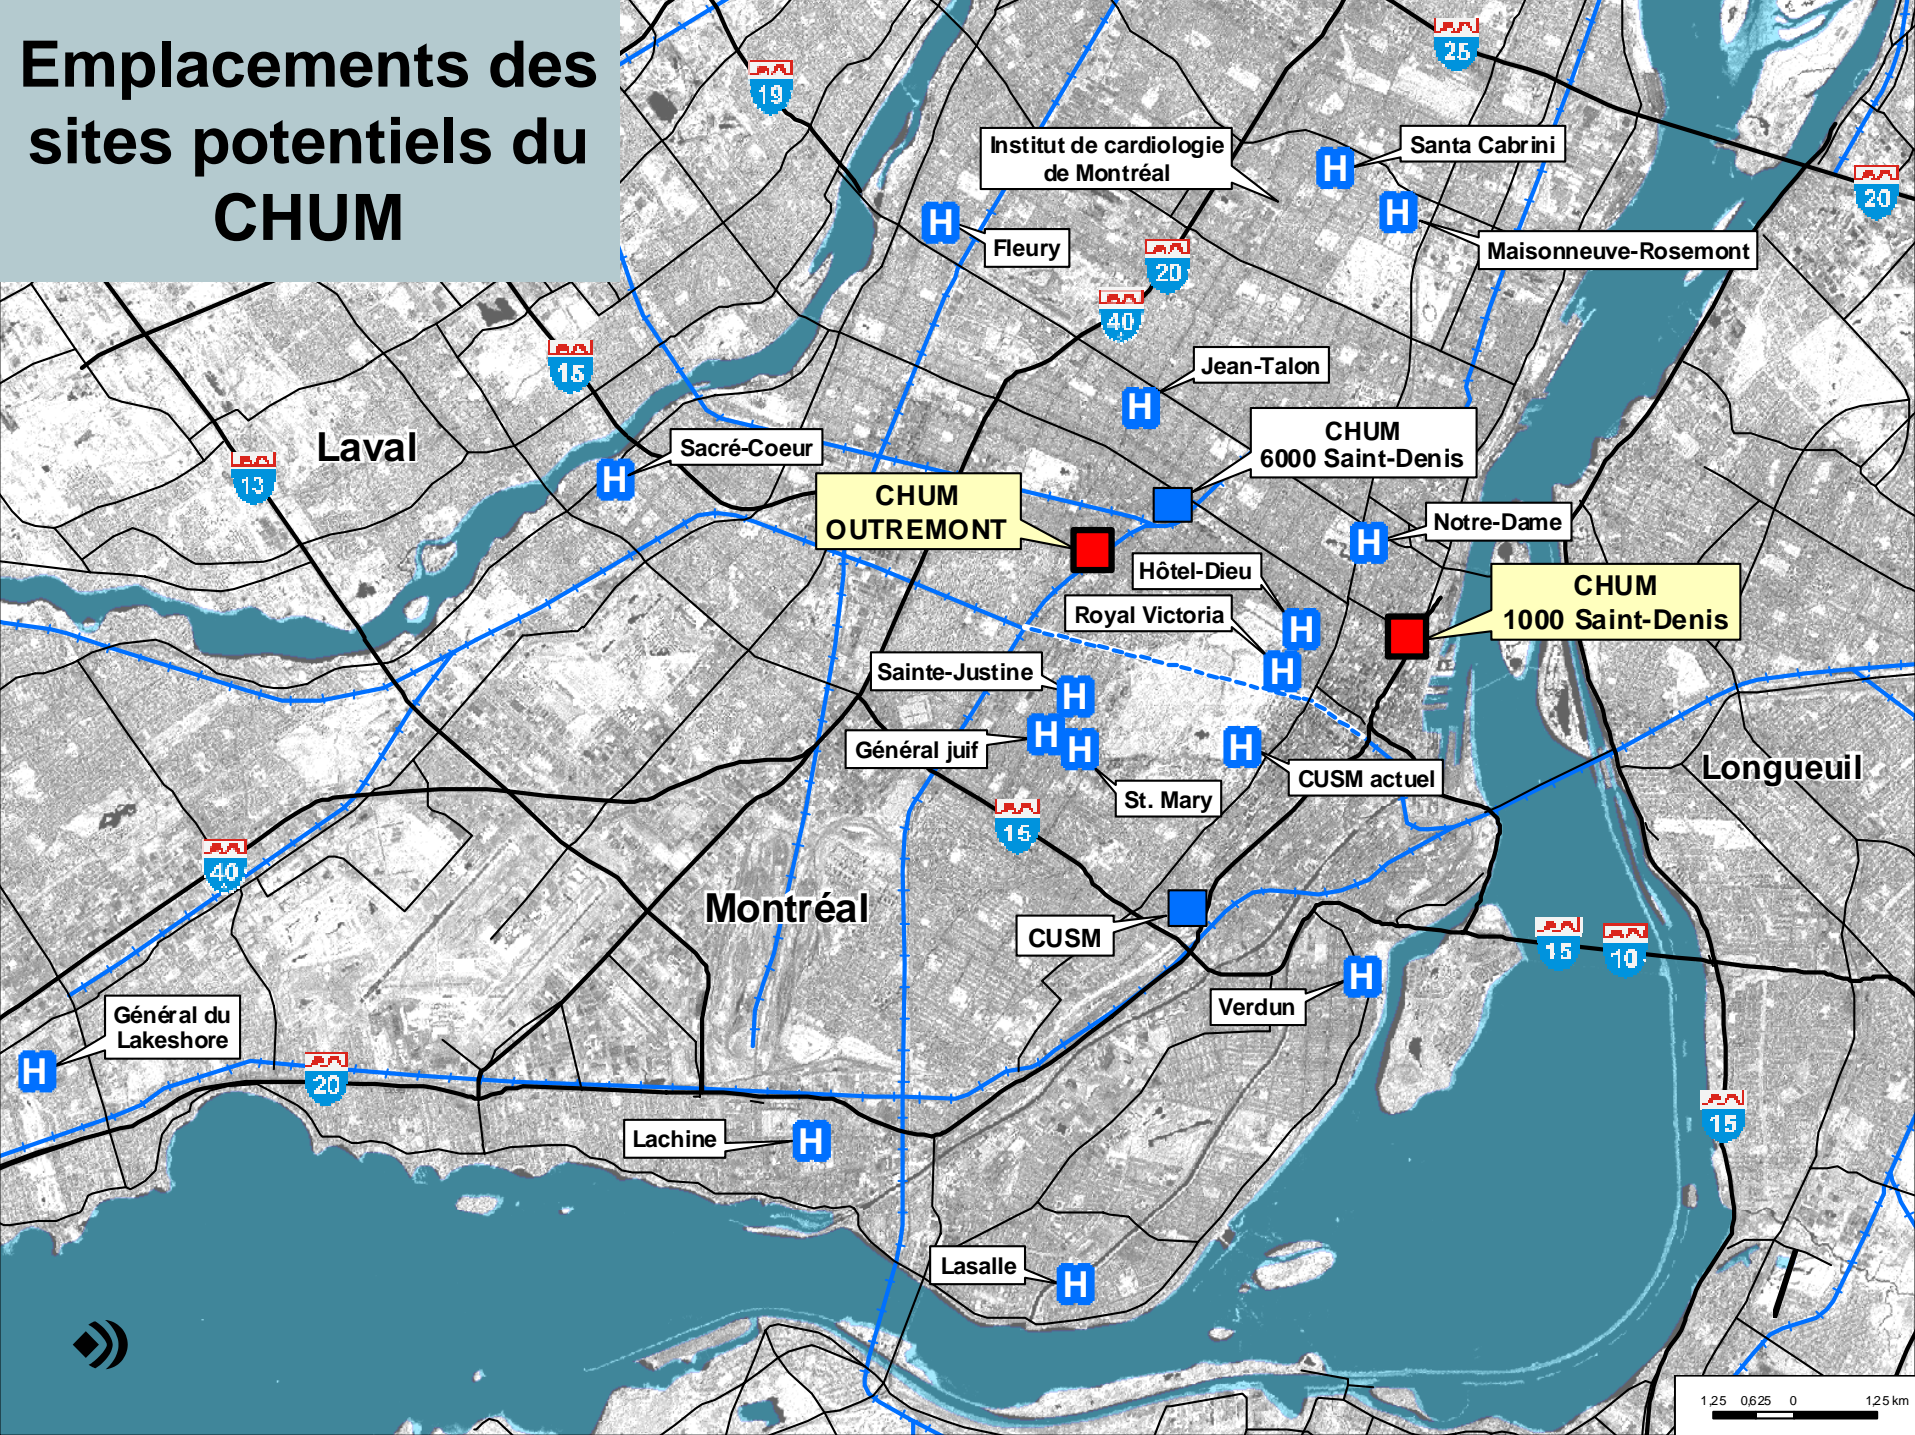 Emplacements des
sites potentiels du
CHUM
19
25
Institut de cardiologie
de Montréal
Santa Cabrini
H
H
20
H
Fleury
Maisonneuve-Rosemont
20
40
15
Jean-Talon
H
Laval
Sacré-Coeur
H
CHUM
6000 Saint-Denis
13
CHUM
OUTREMONT
Notre-Dame
H
Hôtel-Dieu
CHUM
1000 Saint-Denis
Royal Victoria
H
H
Sainte-Justine
H
Général juif
H
H
H
CUSM actuel
Longueuil
St. Mary
15
40
Montréal
CUSM
15
10
H
Verdun
Général du
Lakeshore
H
20
15
Lachine
H
Lasalle
H
1,25 0,625 0 1,25 km